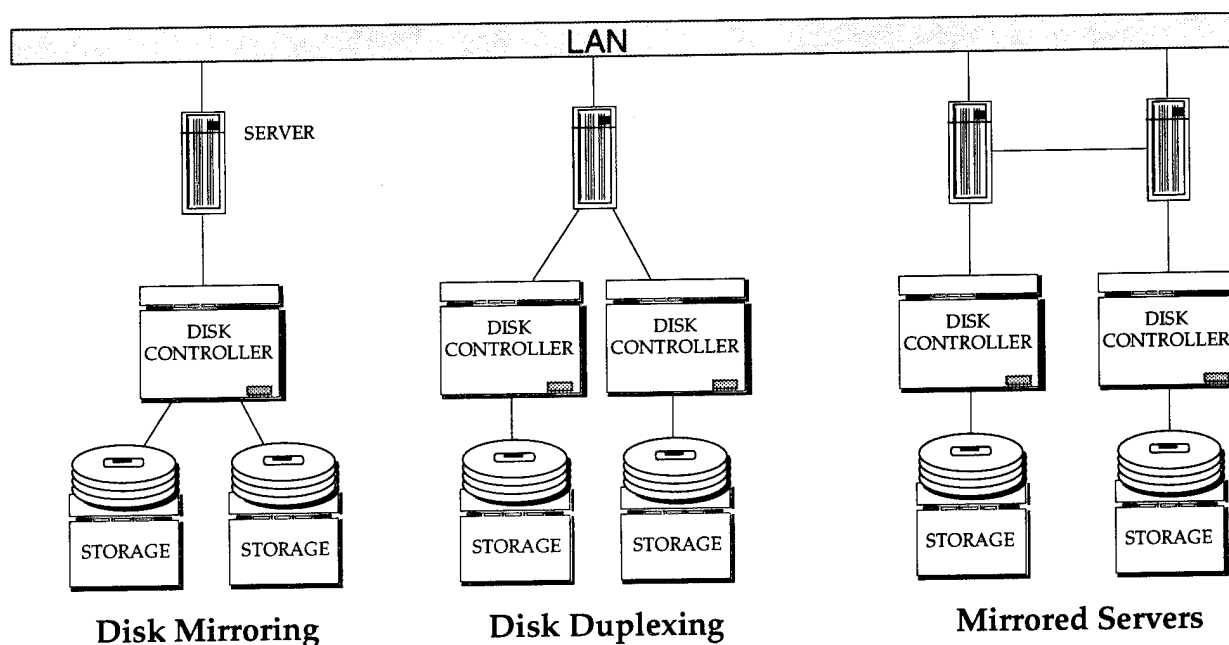 LAN
SERVER
DISK
CONTROLLER
DISK
CONTROLLER
DISK
CONTROLLER
DISK
CONTROLLER
DISK
CONTROLLER
STORAGE
STORAGE
STORAGE
STORAGE
STORAGE
STORAGE
Disk Mirroring
Disk Duplexing
Mirrored Servers